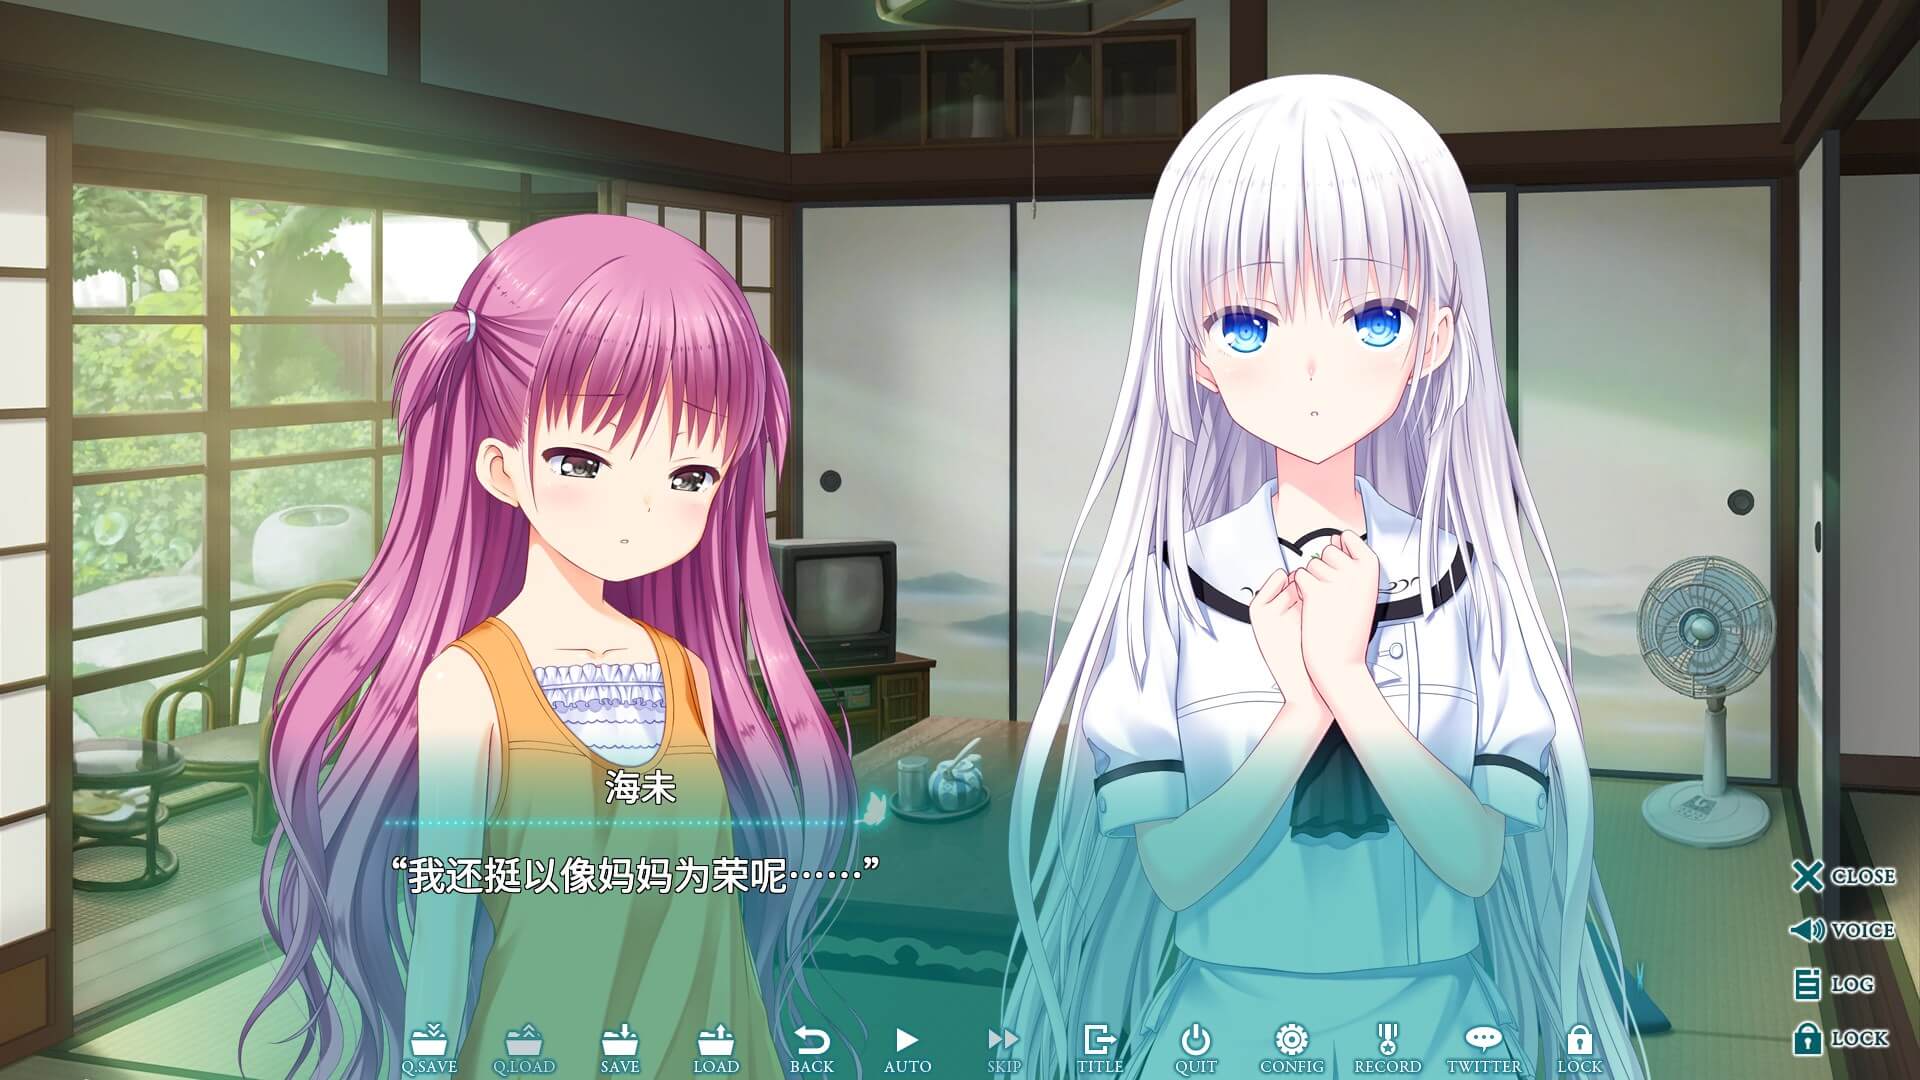 海未
“我还挺以像妈妈为荣呢……”
CLOSE
VOICE
LOG
LOCK
Q.SAVE
Q.LOAD
SAVE
LOAD
BACK
AUTO
SKIP
TITLE
QUIT
CONFIG
RECORD
TWITTER
LOCK